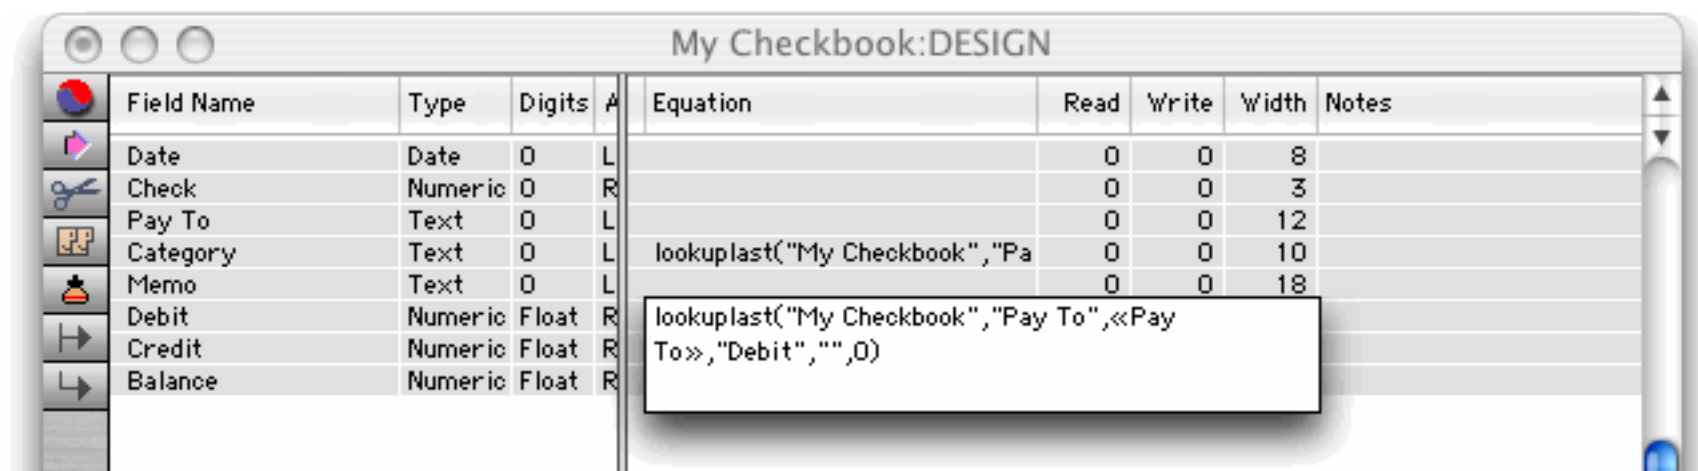 My Checkbook:DESIGN
Field Name Type Digits A Equation Read Write Width Notes
Date Date 0 L 0 0 8
Check Numeric 0 R 0 0 3
Pay To Text 0 L 0 0 12
Category Text 0 L lookuplast("My Checkbook","Pa 0 0 10
Memo Text 0 L 0 0 18
Debit Numeric Float R lookuplast("My Checkbook","Pay To",«Pay
Credit Numeric Float R To»,"Debit","",0)
Balance Numeric Float R